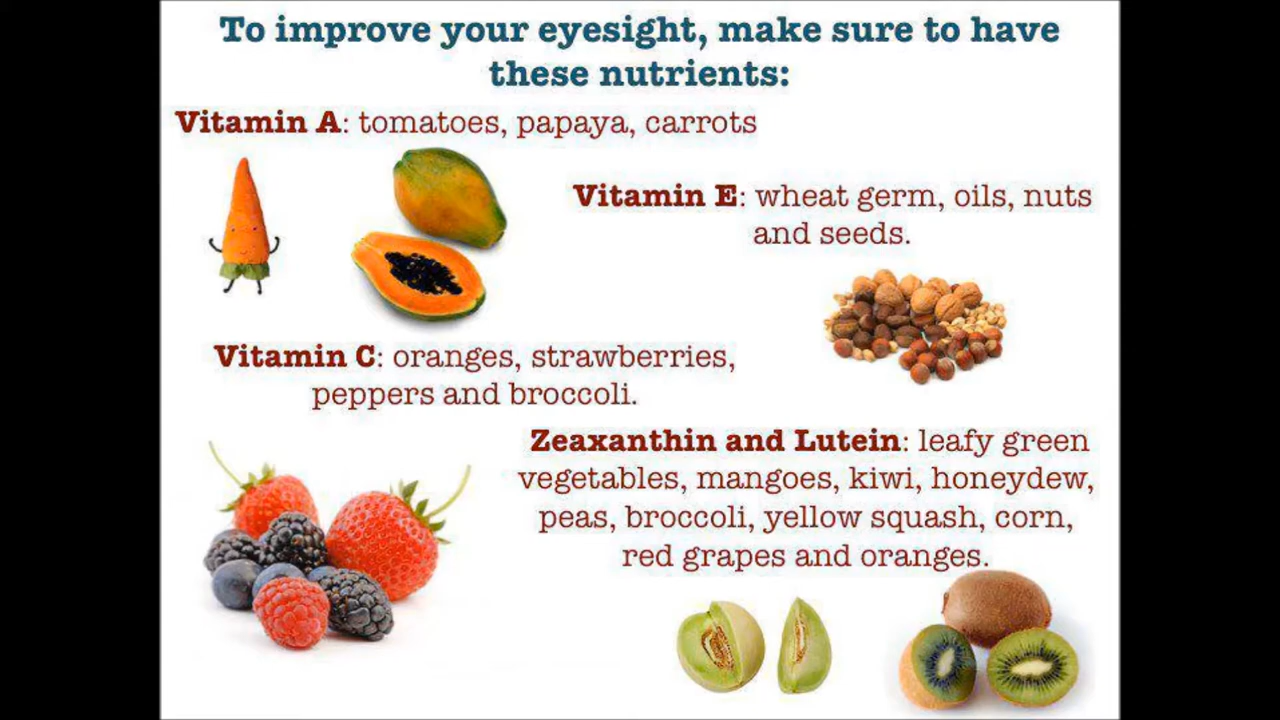 To improve your eyesight, make sure to have
these nutrients:
Vitamin A: tomatoes, papaya, carrots
Vitamin E: wheat germ, oils, nuts
and seeds.
Vitamin C: oranges, strawberries,
peppers and broccoli.
Zeaxanthin and Lutein: leafy green
vegetables, mangoes, kiwi, honeydew,
peas, broccoli, yellow squash, corn,
red grapes and oranges.